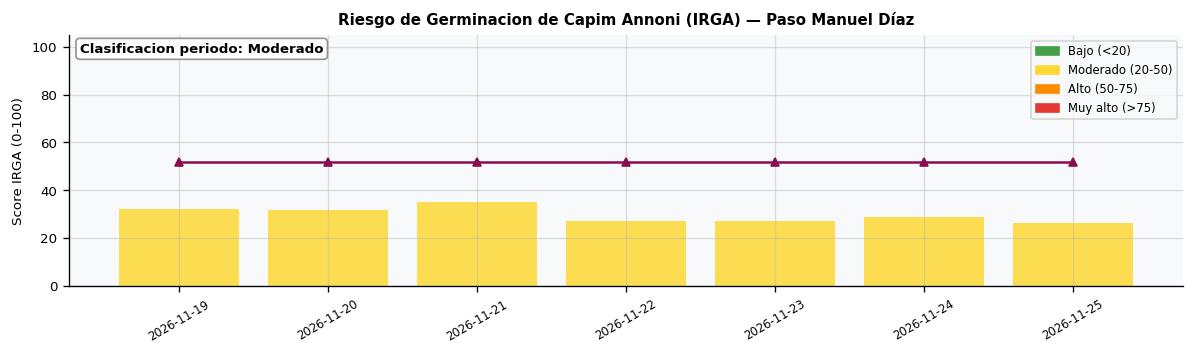 Riesgo de Germinacion de Capim Annoni (IRGA) — Paso Manuel Díaz
Clasificacion periodo: Moderado
Bajo (<20)
Moderado (20-50)
Alto (50-75)
Muy alto (>75)
Score IRGA (0-100)
100
80
60
40
20
0
2026-11-19
2026-11-20
2026-11-21
2026-11-22
2026-11-23
2026-11-24
2026-11-25